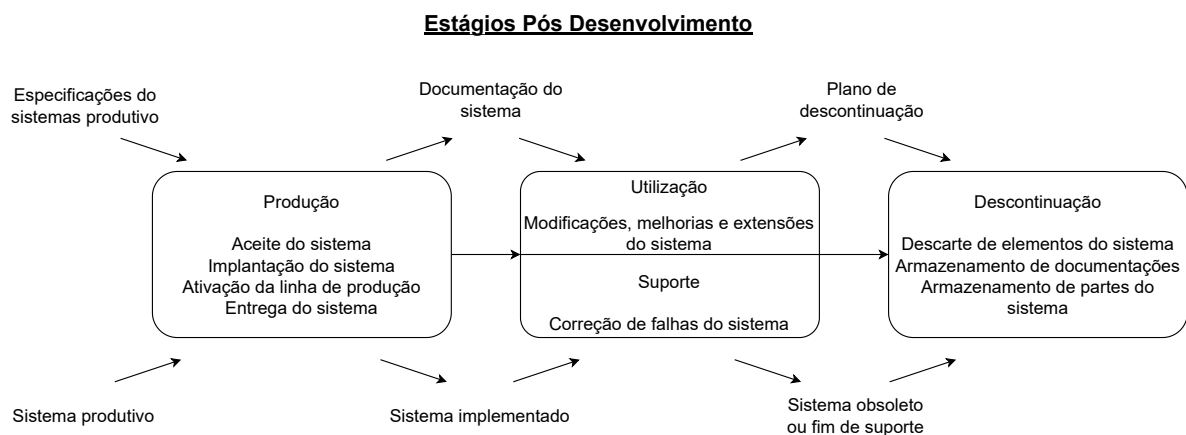 Estágios Pós Desenvolvimento
Especificações do
sistemas produtivo
Documentação do
sistema
Plano de
descontinuação
Produção
Aceite do sistema
Implantação do sistema
Ativação da linha de produção
Entrega do sistema
Utilização
Modificações, melhorias e extensões
do sistema
Suporte
Correção de falhas do sistema
Descontinuação
Descarte de elementos do sistema
Armazenamento de documentações
Armazenamento de partes do
sistema
Sistema produtivo
Sistema implementado
Sistema obsoleto
ou fim de suporte